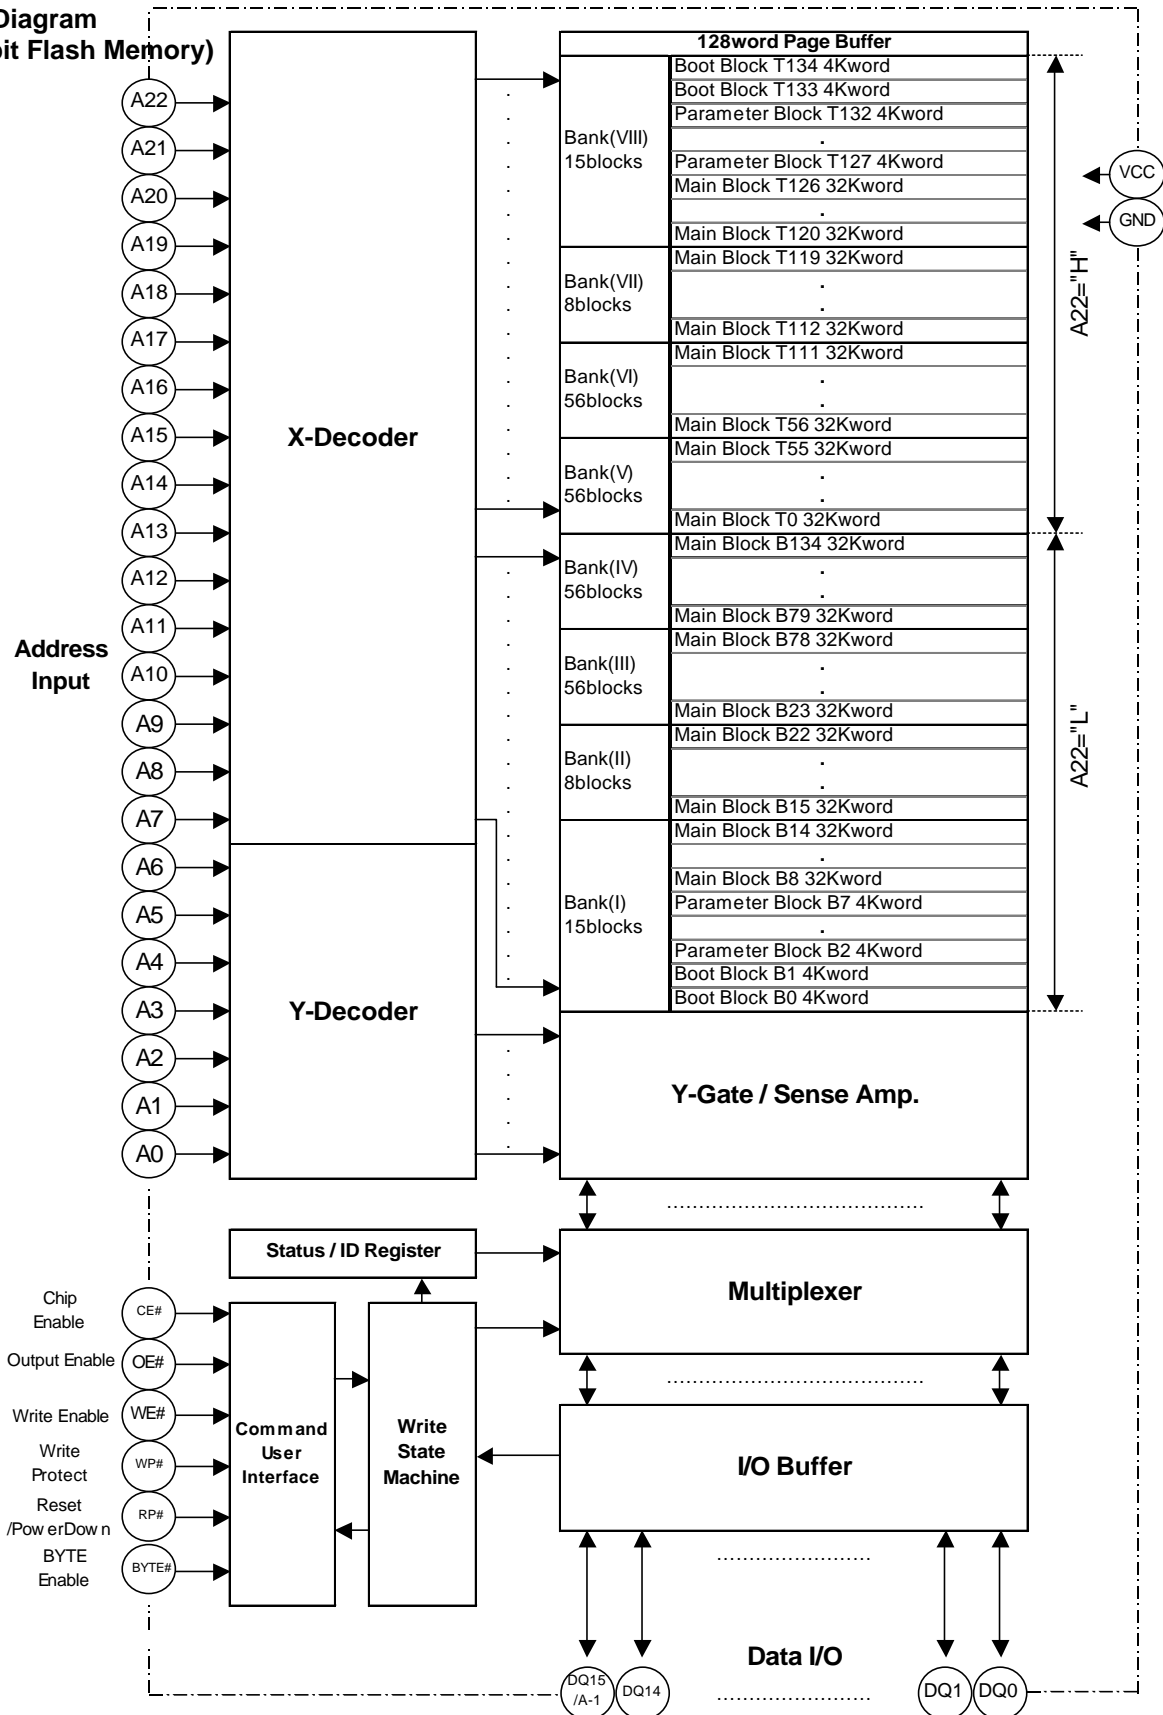 Diagram
bit Flash Memory)
128word Page Buffer
Bank(VIII)
15blocks
Boot Block T134 4Kword
Boot Block T133 4Kword
Parameter Block T132 4Kword
.
Parameter Block T127 4Kword
Main Block T126 32Kword
.
Main Block T120 32Kword
Bank(VII)
8blocks
Main Block T119 32Kword
.
.
Main Block T112 32Kword
Bank(VI)
56blocks
Main Block T111 32Kword
.
.
Main Block T56 32Kword
Bank(V)
56blocks
Main Block T55 32Kword
.
.
Main Block T0 32Kword
Bank(IV)
56blocks
Main Block B134 32Kword
.
.
Main Block B79 32Kword
Bank(III)
56blocks
Main Block B78 32Kword
.
.
Main Block B23 32Kword
Bank(II)
8blocks
Main Block B22 32Kword
.
.
Main Block B15 32Kword
Bank(I)
15blocks
Main Block B14 32Kword
.
Main Block B8 32Kword
Parameter Block B7 4Kword
.
Parameter Block B2 4Kword
Boot Block B1 4Kword
Boot Block B0 4Kword
A22="H"
A22="L"
VCC
GND
Address
Input
A22
A21
A20
A19
A18
A17
A16
A15
A14
A13
A12
A11
A10
A9
A8
A7
A6
A5
A4
A3
A2
A1
A0
X-Decoder
Y-Decoder
Y-Gate / Sense Amp.
Status / ID Register
Multiplexer
Chip
Enable
CE#
Output Enable
OE#
Write Enable
WE#
Write
Protect
WP#
Reset
/PowerDown
RP#
BYTE
Enable
BYTE#
Command
User
Interface
Write
State
Machine
I/O Buffer
Data I/O
DQ15
/A-1
DQ14
DQ1
DQ0